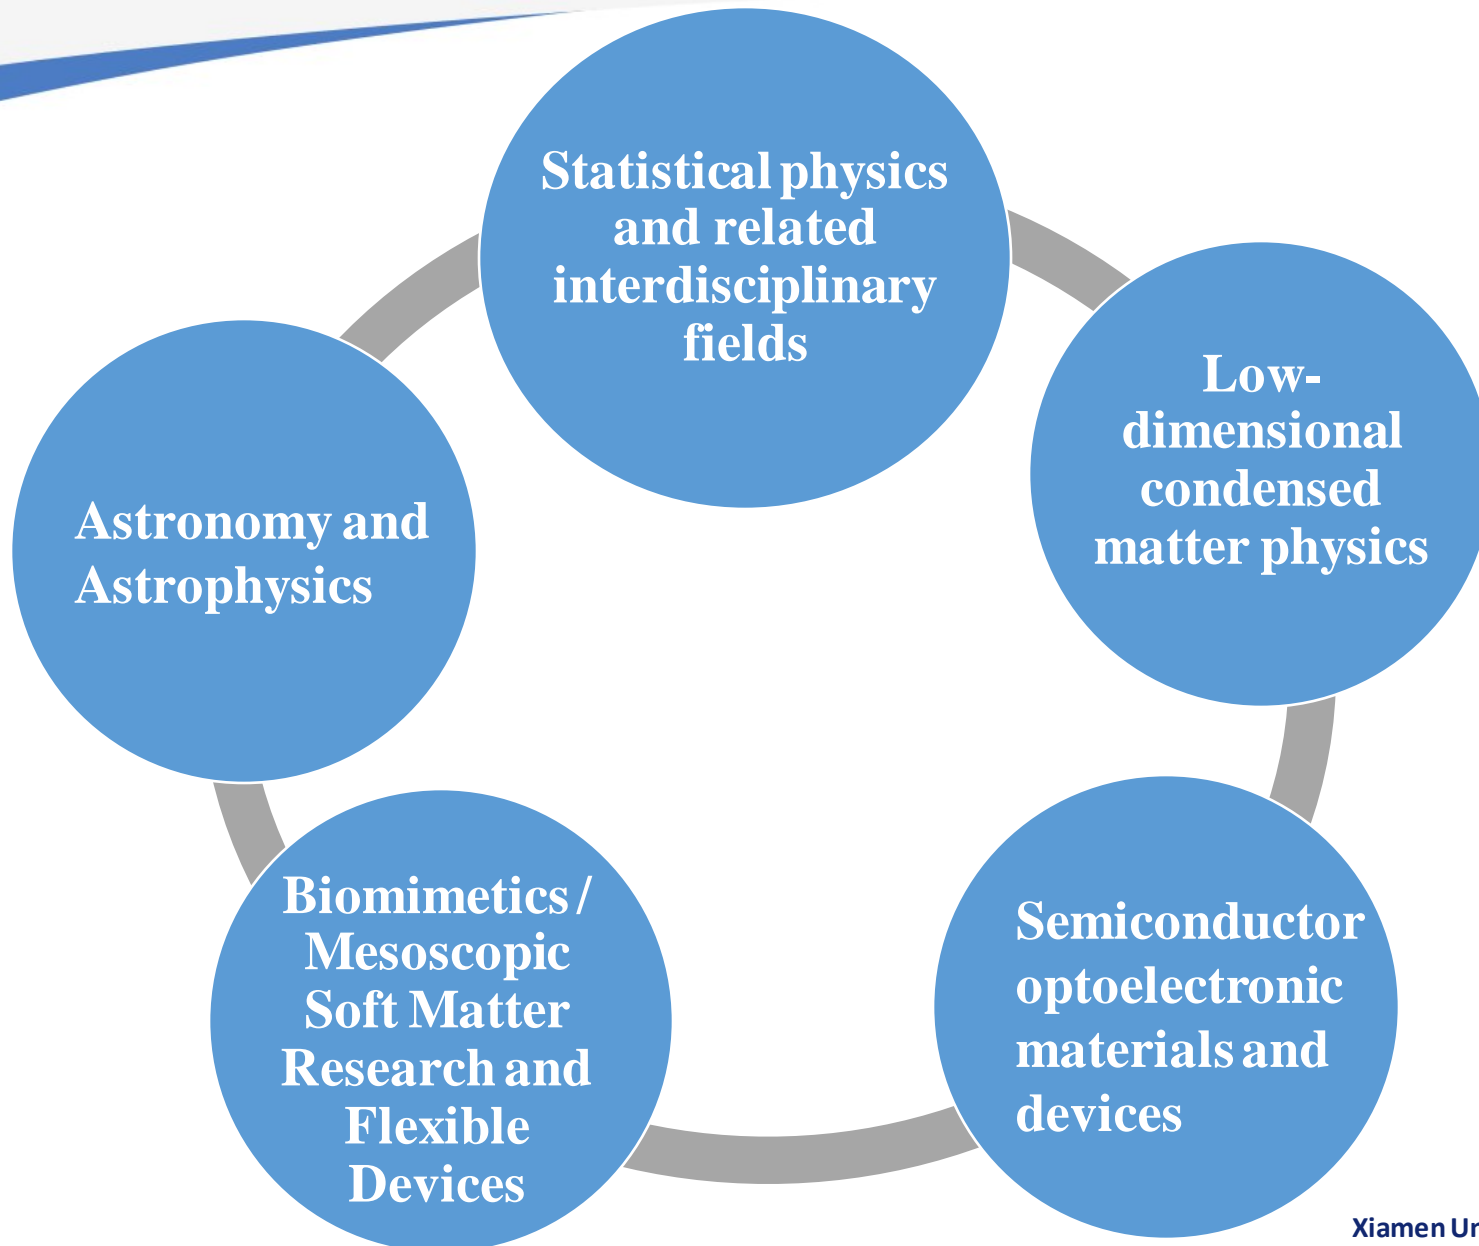 Statistical physics
and related
interdisciplinary
fields
Low-
dimensional
condensed
matter physics
Astronomy and
Astrophysics
Biomimetics /
Mesoscopic
Soft Matter
Research and
Flexible
Devices
Semiconductor
optoelectronic
materials and
devices
Xiamen